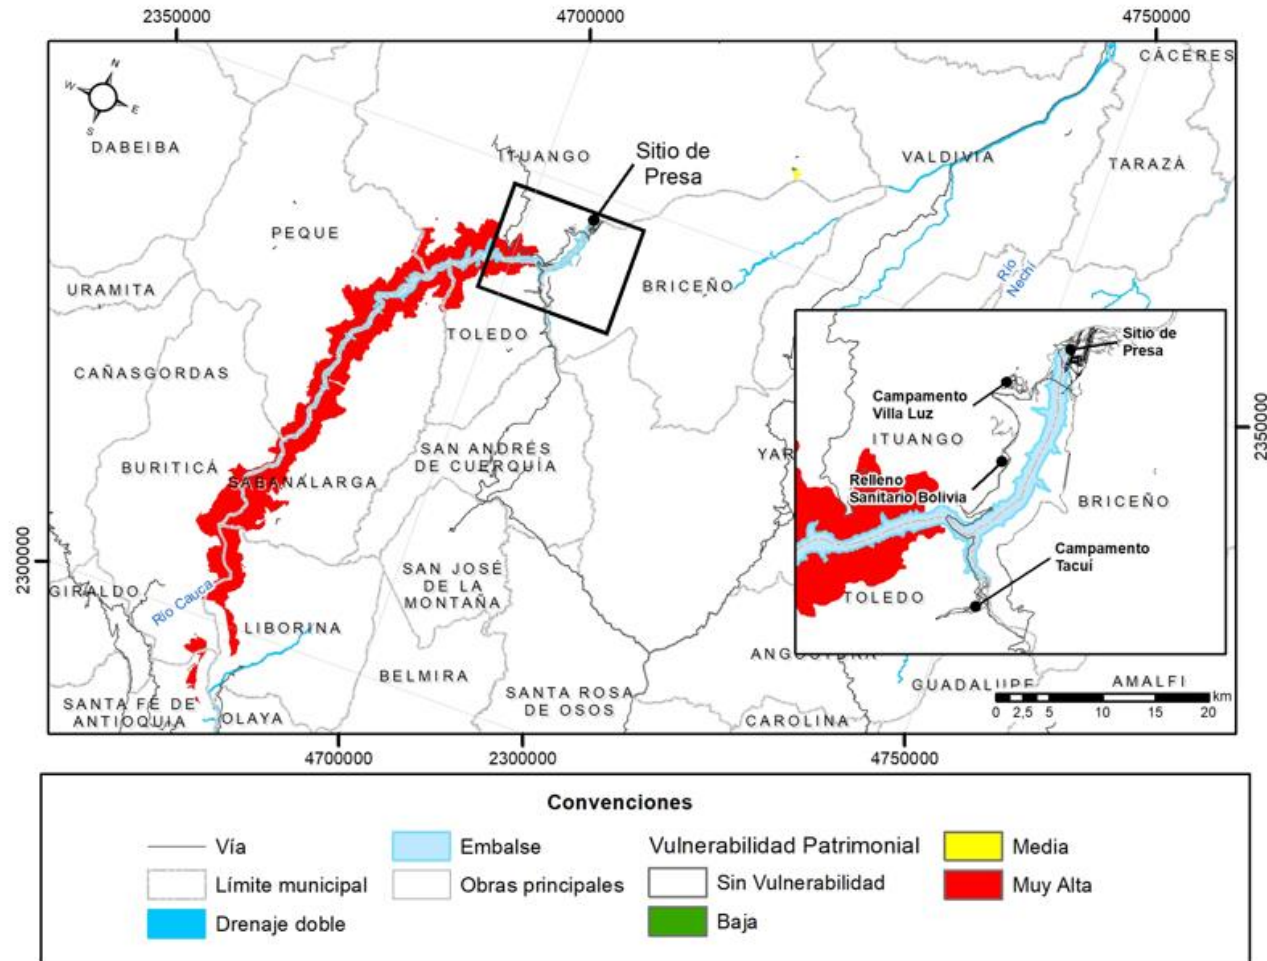 2350000
4700000
4750000
CÁCERES
N
W
E
S
DABEIBA
ITUANGO
Sitio de
Presa
VALDIVIA
TARAZÁ
PEQUE
URAMITA
BRICEÑO
Río
Nechí
TOLEDO
CAÑASGORDAS
SAN ANDRÉS
DE CUERQUÍA
BURITICÁ
SABANALARGA
YAR
2350000
2300000
Sitio de
Presa
Campamento
Villa Luz
ITUANGO
Relleno
Sanitario Bolivia
BRICEÑO
Campamento
Tacuí
TOLEDO
SAN JOSÉ
DE LA
MONTAÑA
GIRALDO
Río Cauca
LIBORINA
BELMIRA
SANTA FÉ DE
ANTIOQUIA
OLAYA
SANTA ROSA
DE OSOS
CAROLINA
GUADALUPE
AMALFI
0 2,5 5 10 15 20 km
4700000
2300000
4750000
Convenciones
Vía
Límite municipal
Drenaje doble
Embalse
Obras principales
Vulnerabilidad Patrimonial
Sin Vulnerabilidad
Baja
Media
Muy Alta